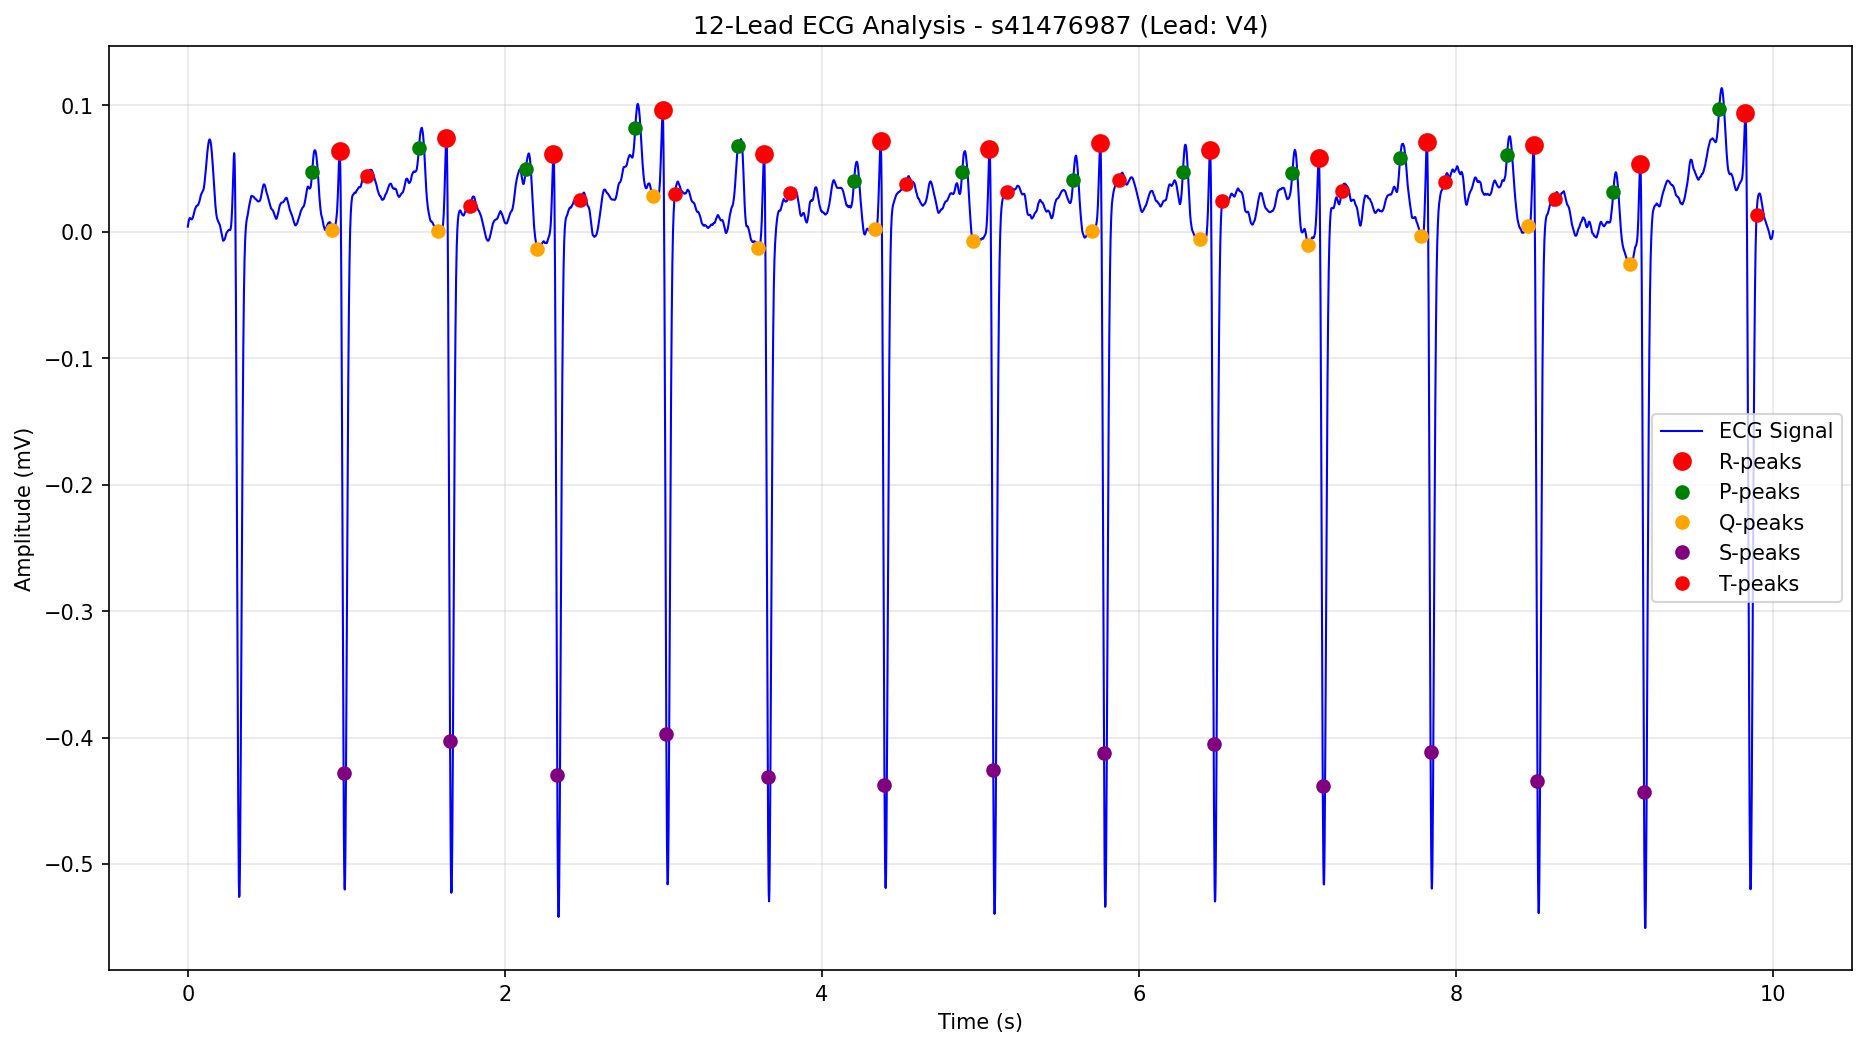 12-Lead ECG Analysis - s41476987 (Lead: V4)
0.1
0.0
−0.1
−0.2
−0.3
−0.4
−0.5
Amplitude (mV)
ECG Signal
R-peaks
P-peaks
Q-peaks
S-peaks
T-peaks
0 2 4 6 8 10
Time (s)